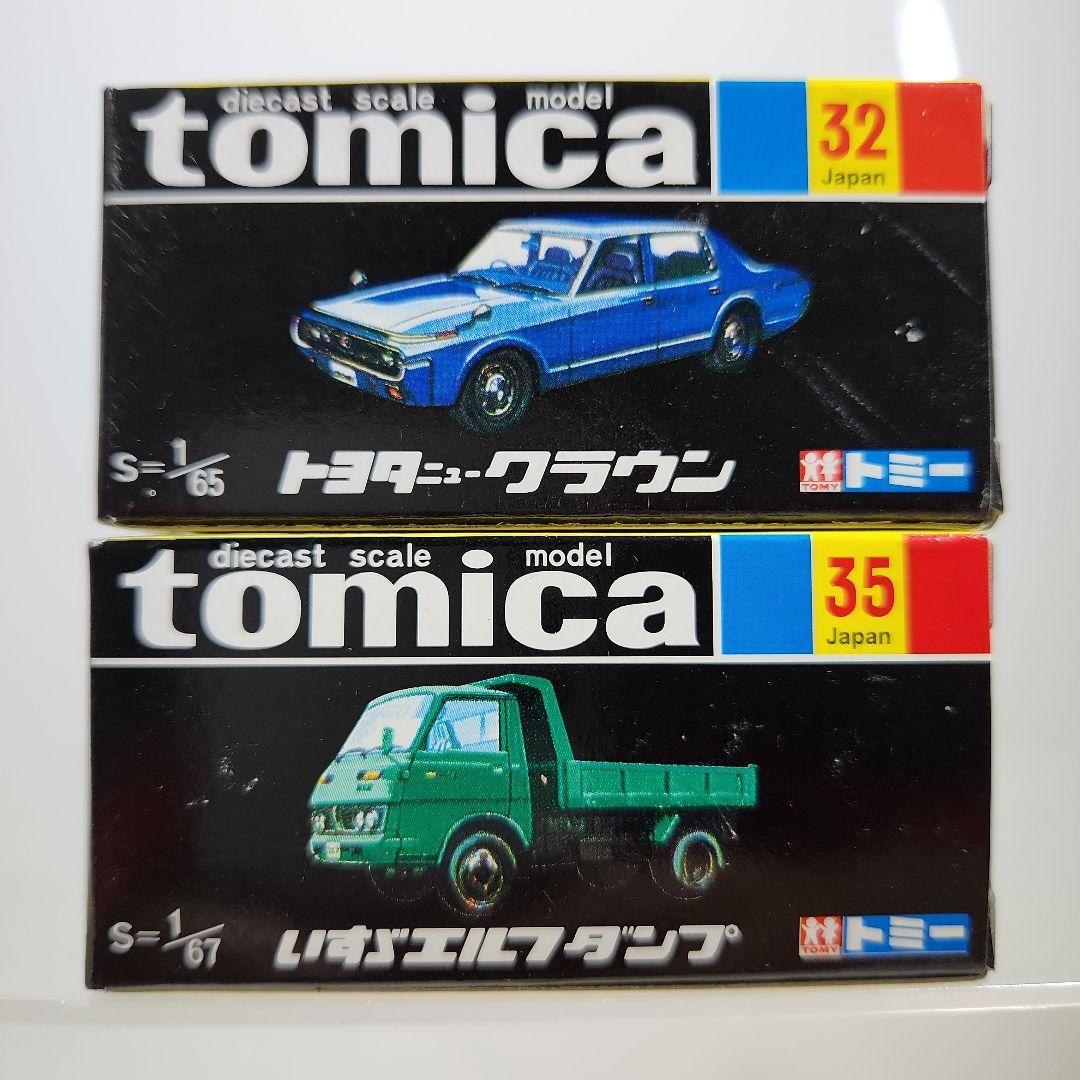 diecast scale model
tomica
32
Japan
S=1/65
トヨタニュークラウン
TOMY
トミー
diecast scale model
tomica
35
Japan
S=1/67
いすゞエルフダンプ
TOMY
トミー